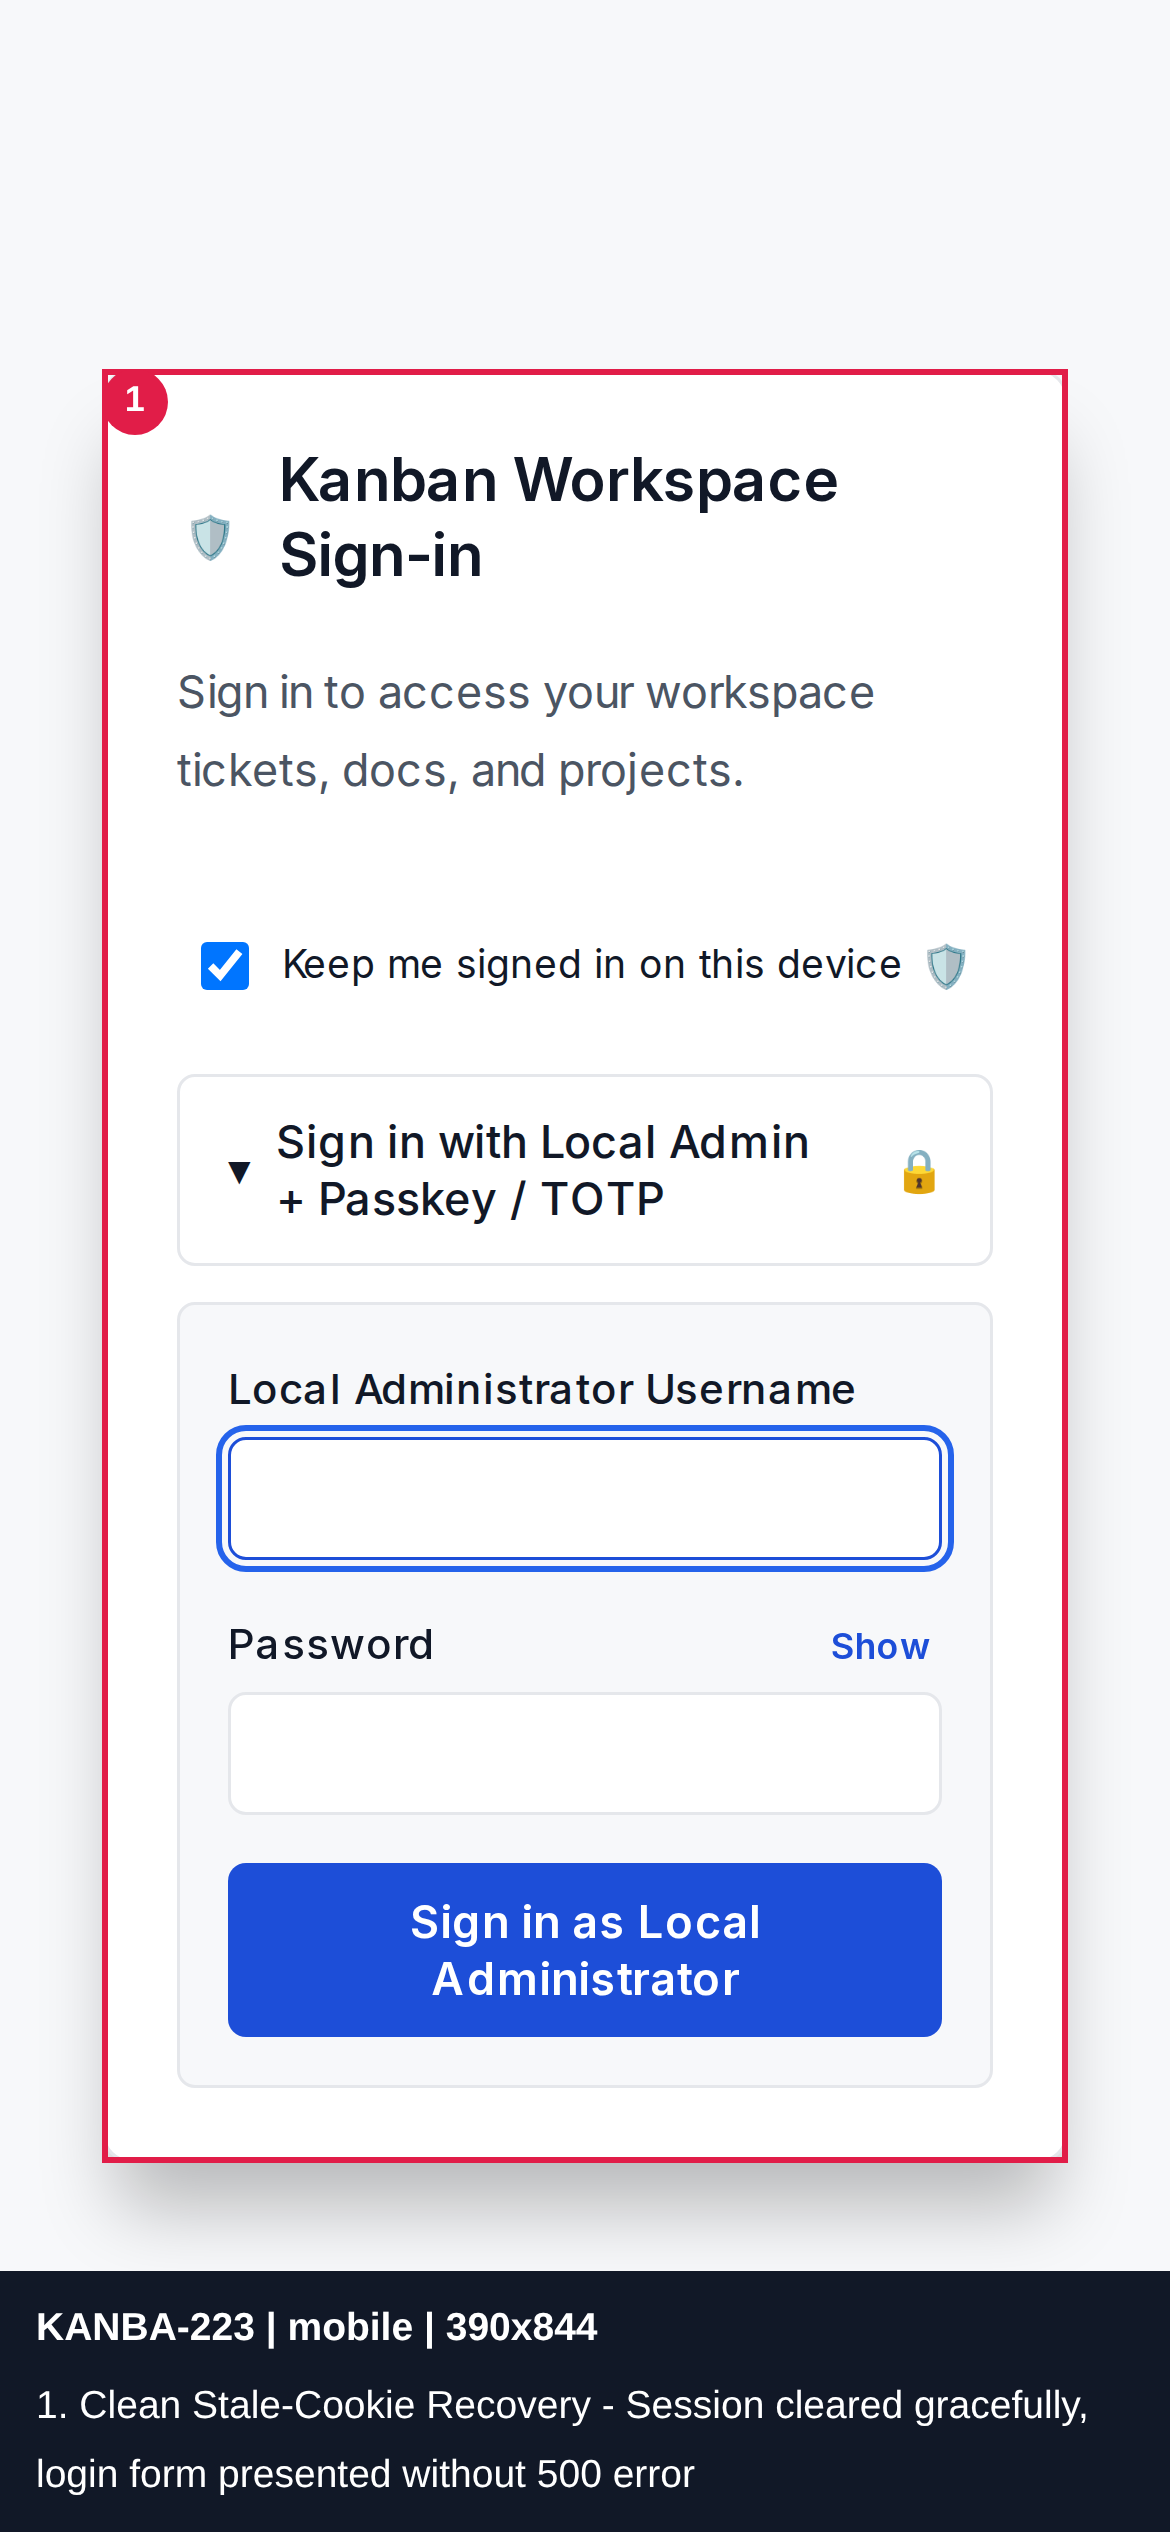 1
Kanban Workspace
Sign-in
Sign in to access your workspace
tickets, docs, and projects.
Keep me signed in on this device
Sign in with Local Admin
+ Passkey / TOTP
Local Administrator Username
Password Show
Sign in as Local
Administrator
KANBA-223 | mobile | 390x844
1. Clean Stale-Cookie Recovery - Session cleared gracefully,
login form presented without 500 error